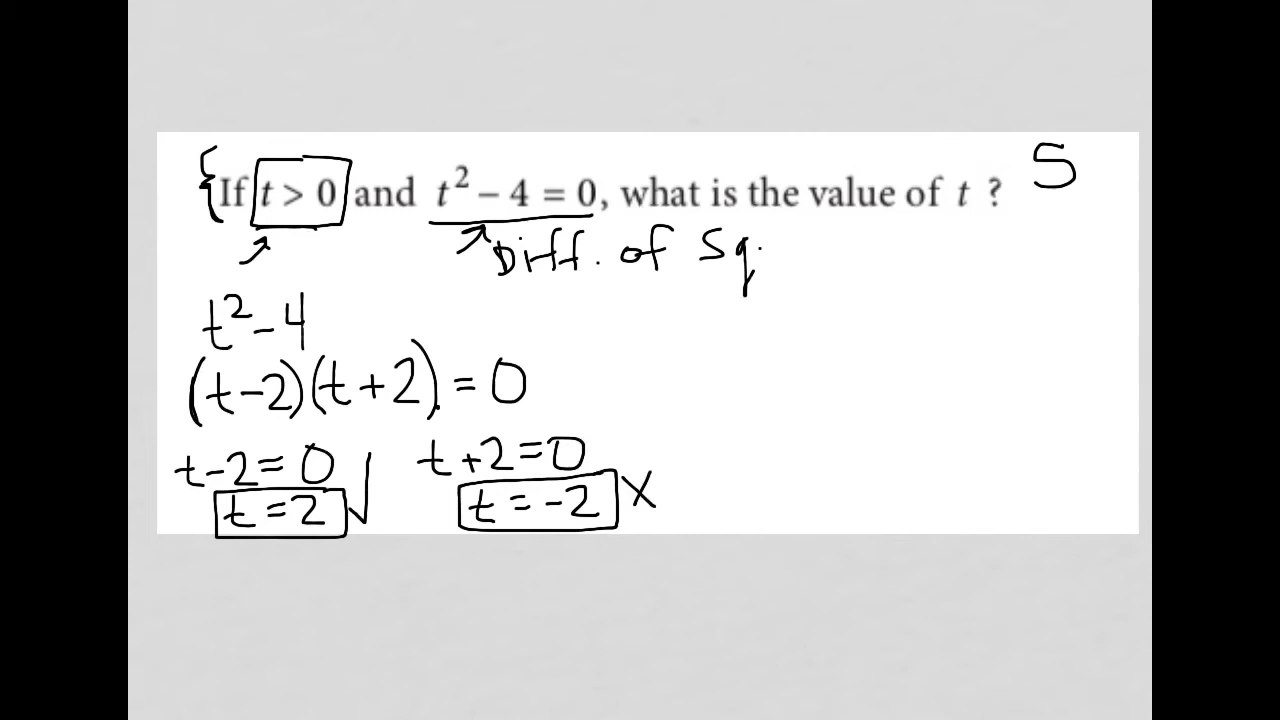 {If t > 0 and t² – 4 = 0, what is the value of t ? 5
Diff. of Sq.
t² - 4
(t-2)(t+2) = 0
t-2=0 t+2=0
t=2 √ t=-2 X